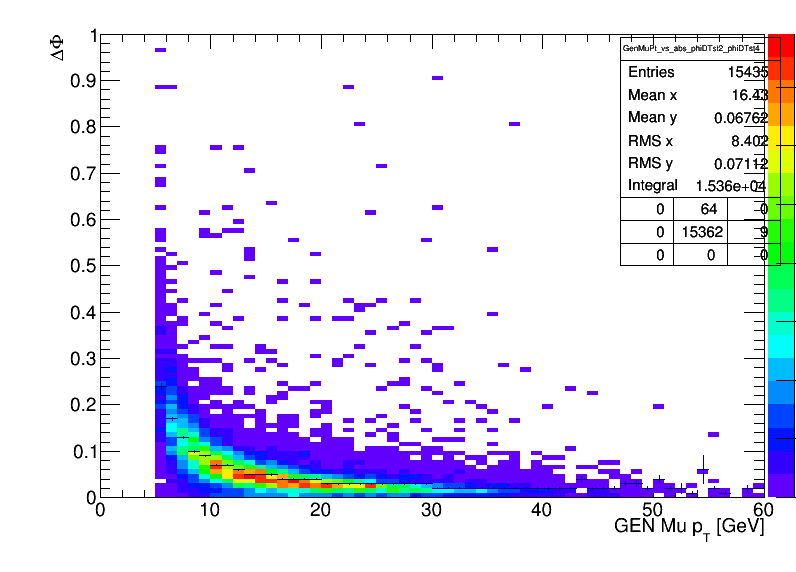 ΔΦ
1
0.9
0.8
0.7
0.6
0.5
0.4
0.3
0.2
0.1
0
0 10 20 30 40 50 60
GEN Mu p_T [GeV]
GenMuPt_vs_abs_phiDTst2_phiDTst4
Entries 15435
Mean x 16.43
Mean y 0.06762
RMS x 8.402
RMS y 0.07112
Integral 1.536e+04
0 64 0
0 15362 9
0 0 0